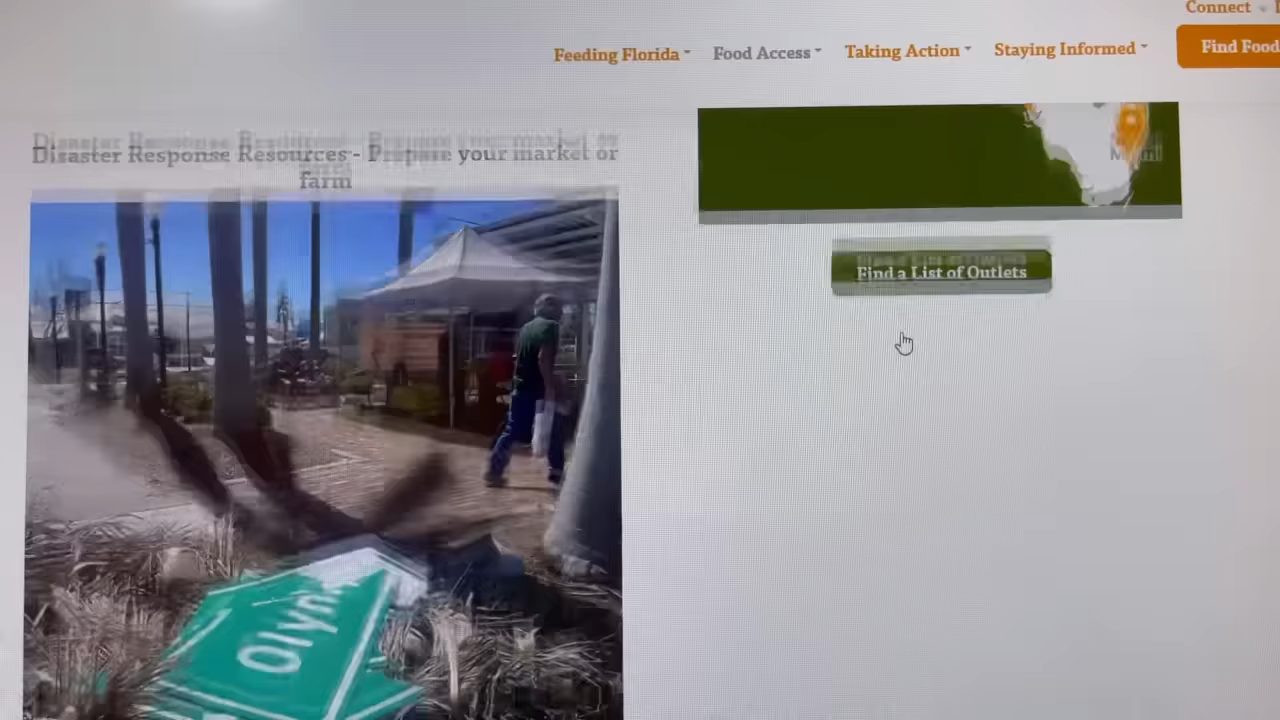 Connect
Feeding Florida Food Access Taking Action Staying Informed Find Food
Disaster Response Resources - Prepare your market or
farm
Find a List of Outlets